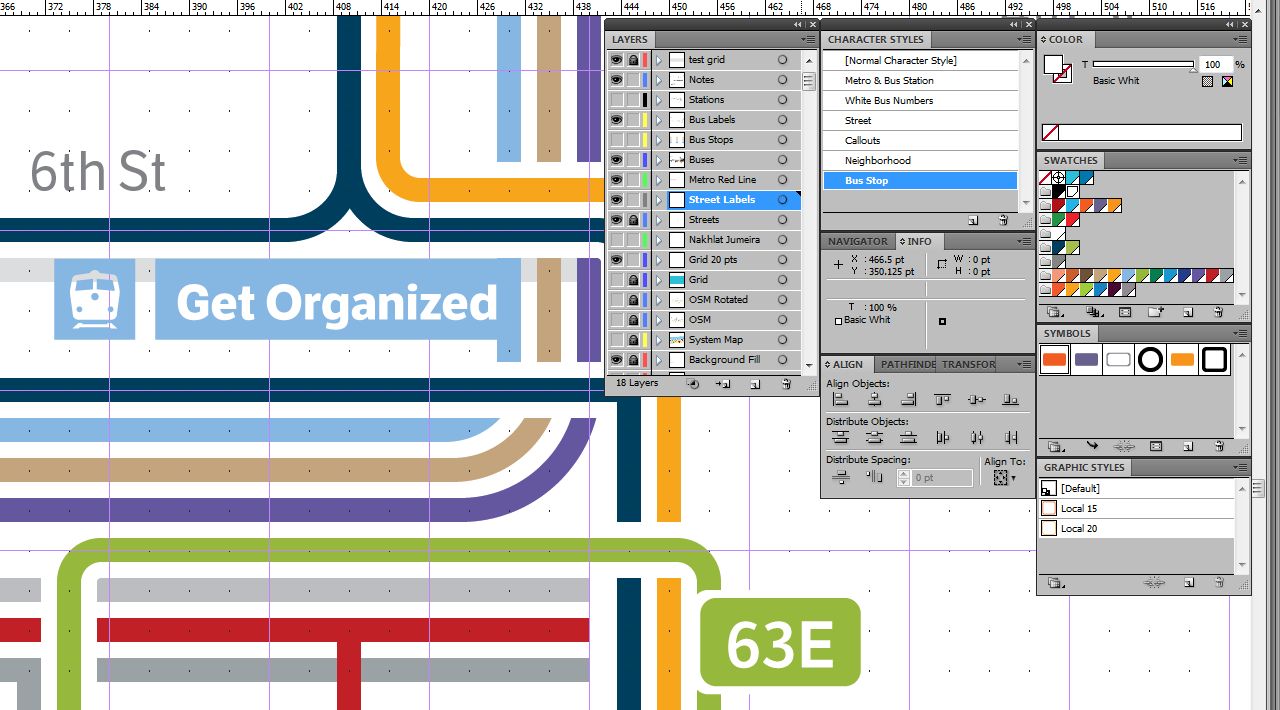 366 372 378 384 390 396 402 408 414 420 426 432 438 444 450 456 462 468 474 480 486 492 498 504 510 516
6th St
Get Organized
63E
LAYERS
test grid
Notes
Stations
Bus Labels
Bus Stops
Buses
Metro Red Line
Street Labels
Streets
Nakhlat Jumeira
Grid 20 pts
Grid
OSM Rotated
OSM
System Map
Background Fill
18 Layers
CHARACTER STYLES
[Normal Character Style]
Metro & Bus Station
White Bus Numbers
Street
Callouts
Neighborhood
Bus Stop
NAVIGATOR INFO
X : 466.5 pt W : 0 pt
Y : 350.125 pt H : 0 pt
T : 100 %
Basic Whit
ALIGN PATHFINDE TRANSFOR
Align Objects:
Distribute Objects:
Distribute Spacing: Align To:
0 pt
COLOR
T 100 %
Basic Whit
SWATCHES
SYMBOLS
GRAPHIC STYLES
[Default]
Local 15
Local 20